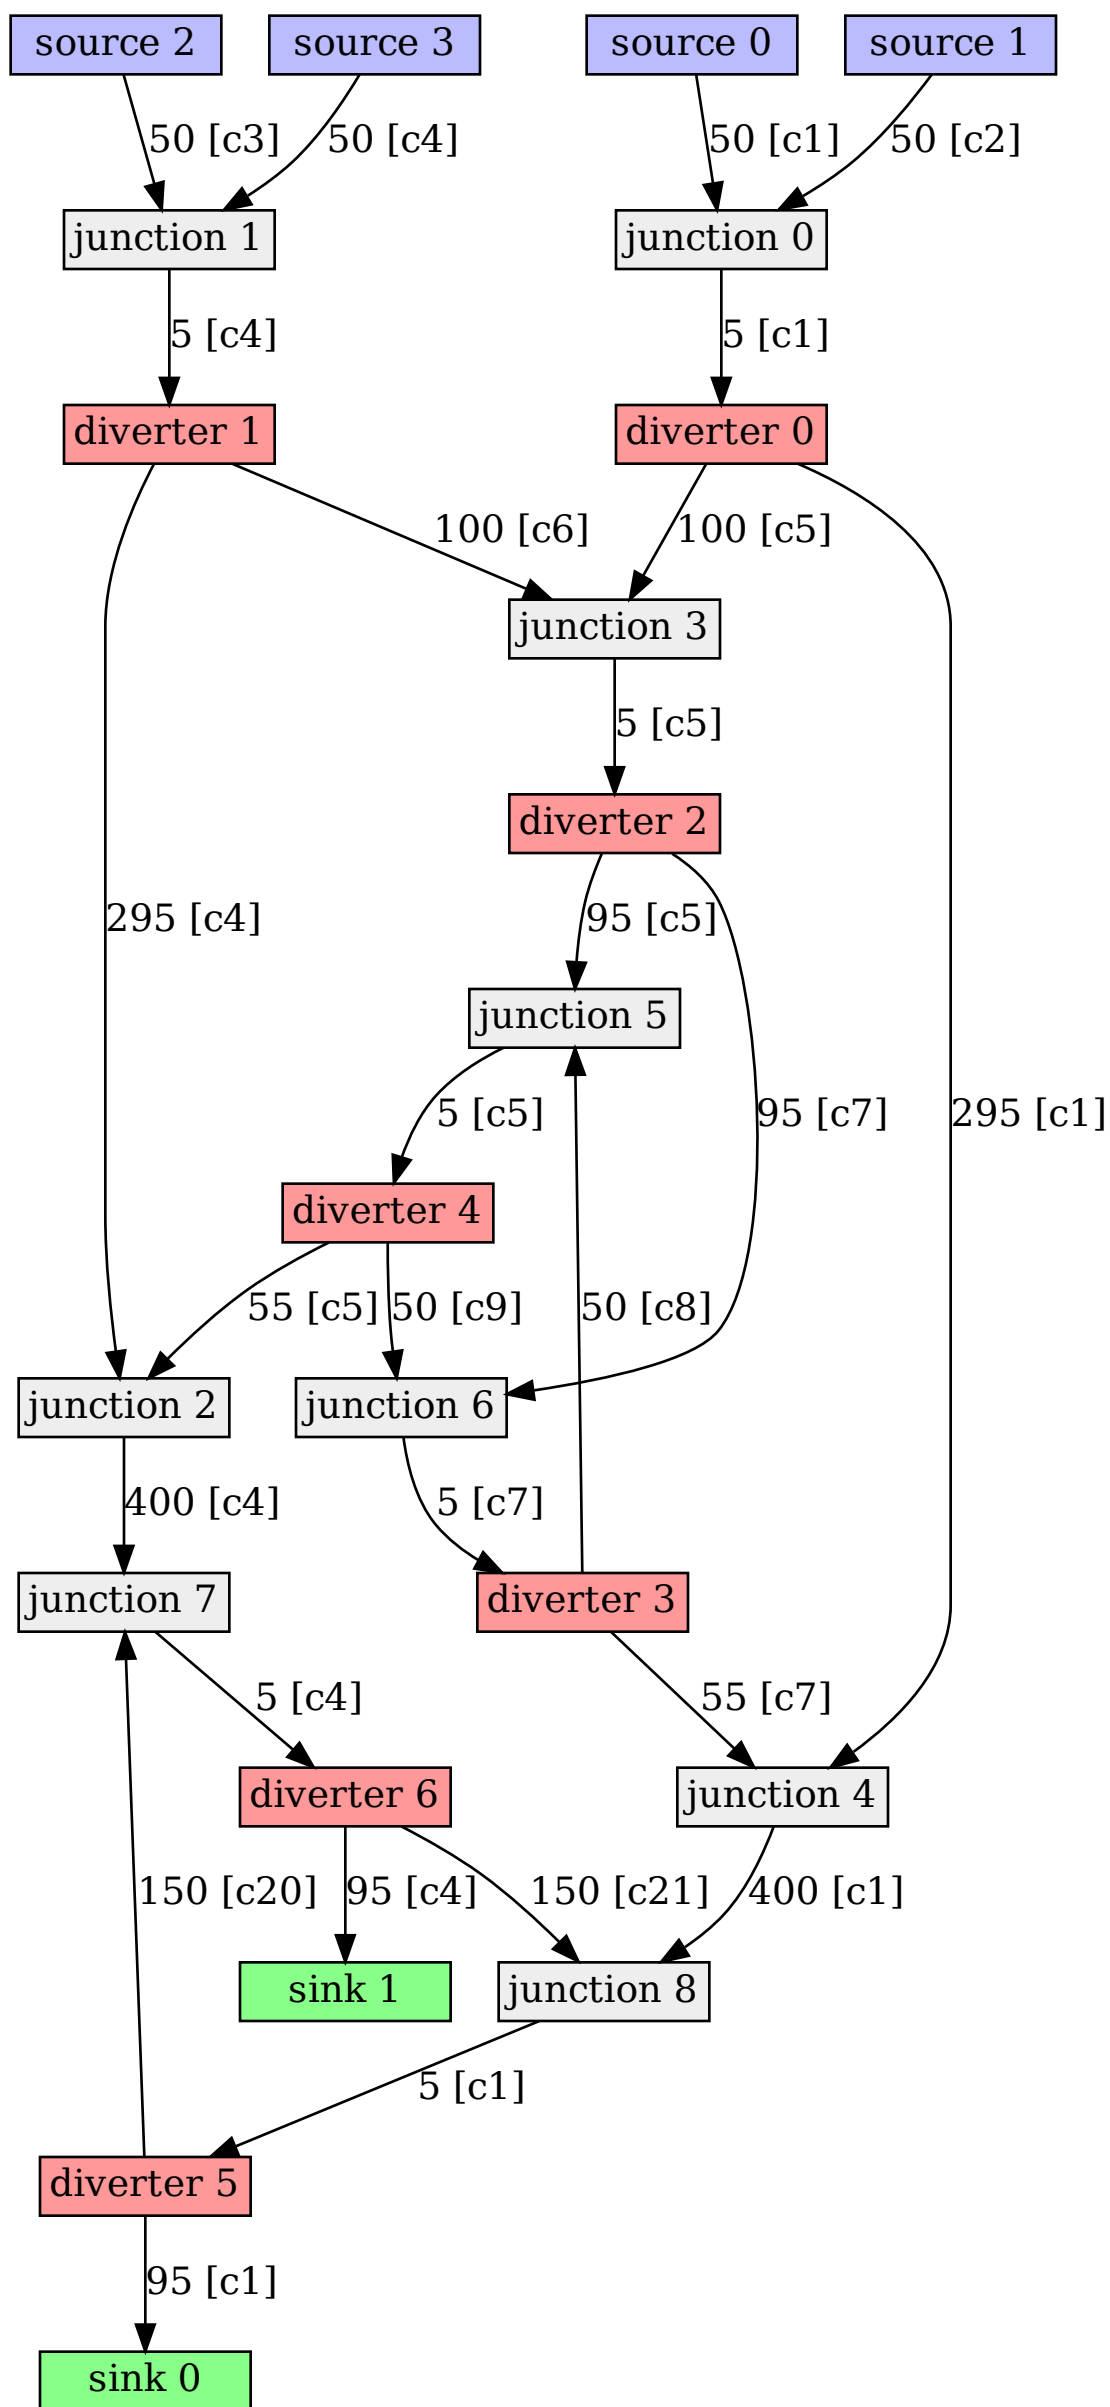 source 2
source 3
source 0
source 1
50 [c3]
50 [c4]
50 [c1]
50 [c2]
junction 1
junction 0
5 [c4]
5 [c1]
diverter 1
diverter 0
100 [c6]
100 [c5]
junction 3
5 [c5]
diverter 2
295 [c4]
95 [c5]
junction 5
5 [c5]
95 [c7]
295 [c1]
diverter 4
55 [c5]
50 [c9]
50 [c8]
junction 2
junction 6
400 [c4]
5 [c7]
junction 7
diverter 3
5 [c4]
55 [c7]
diverter 6
junction 4
150 [c20]
95 [c4]
150 [c21]
400 [c1]
sink 1
junction 8
5 [c1]
diverter 5
95 [c1]
sink 0